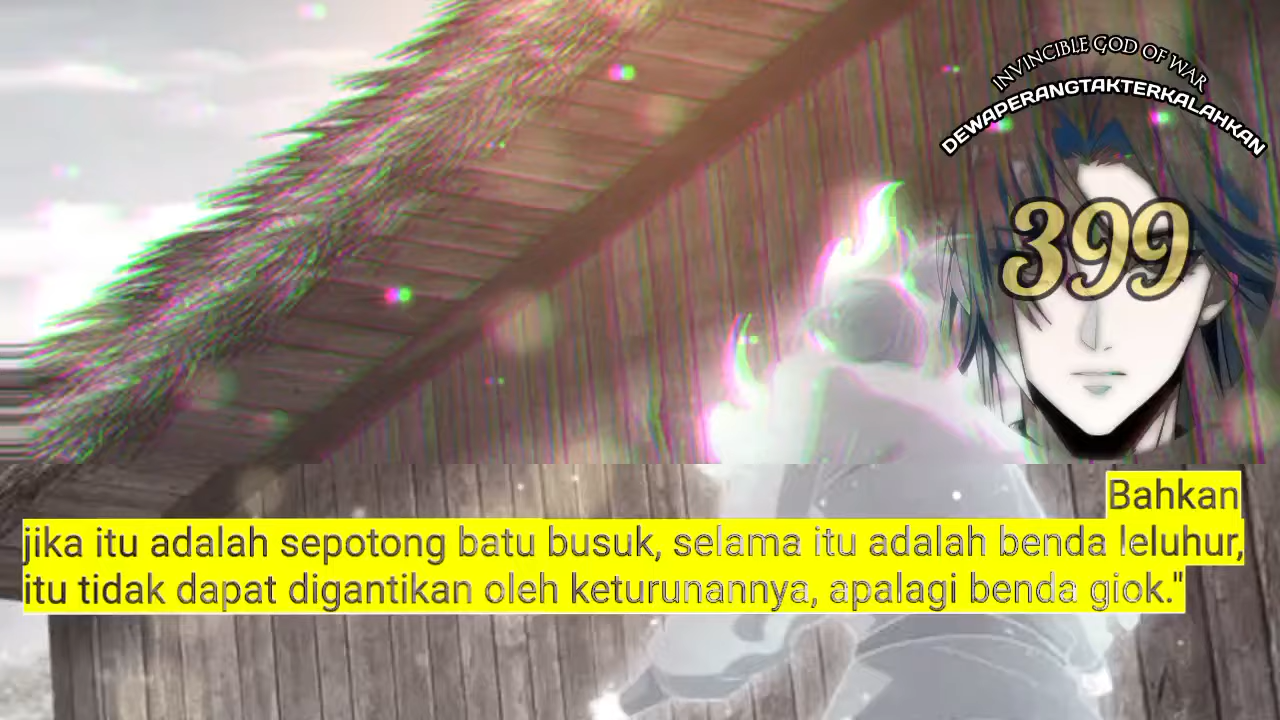 INVINCIBLE GOD OF WAR
DEWAPERANGTAKTERKALAHKAN
399
Bahkan
jika itu adalah sepotong batu busuk, selama itu adalah benda leluhur,
itu tidak dapat digantikan oleh keturunannya, apalagi benda giok."